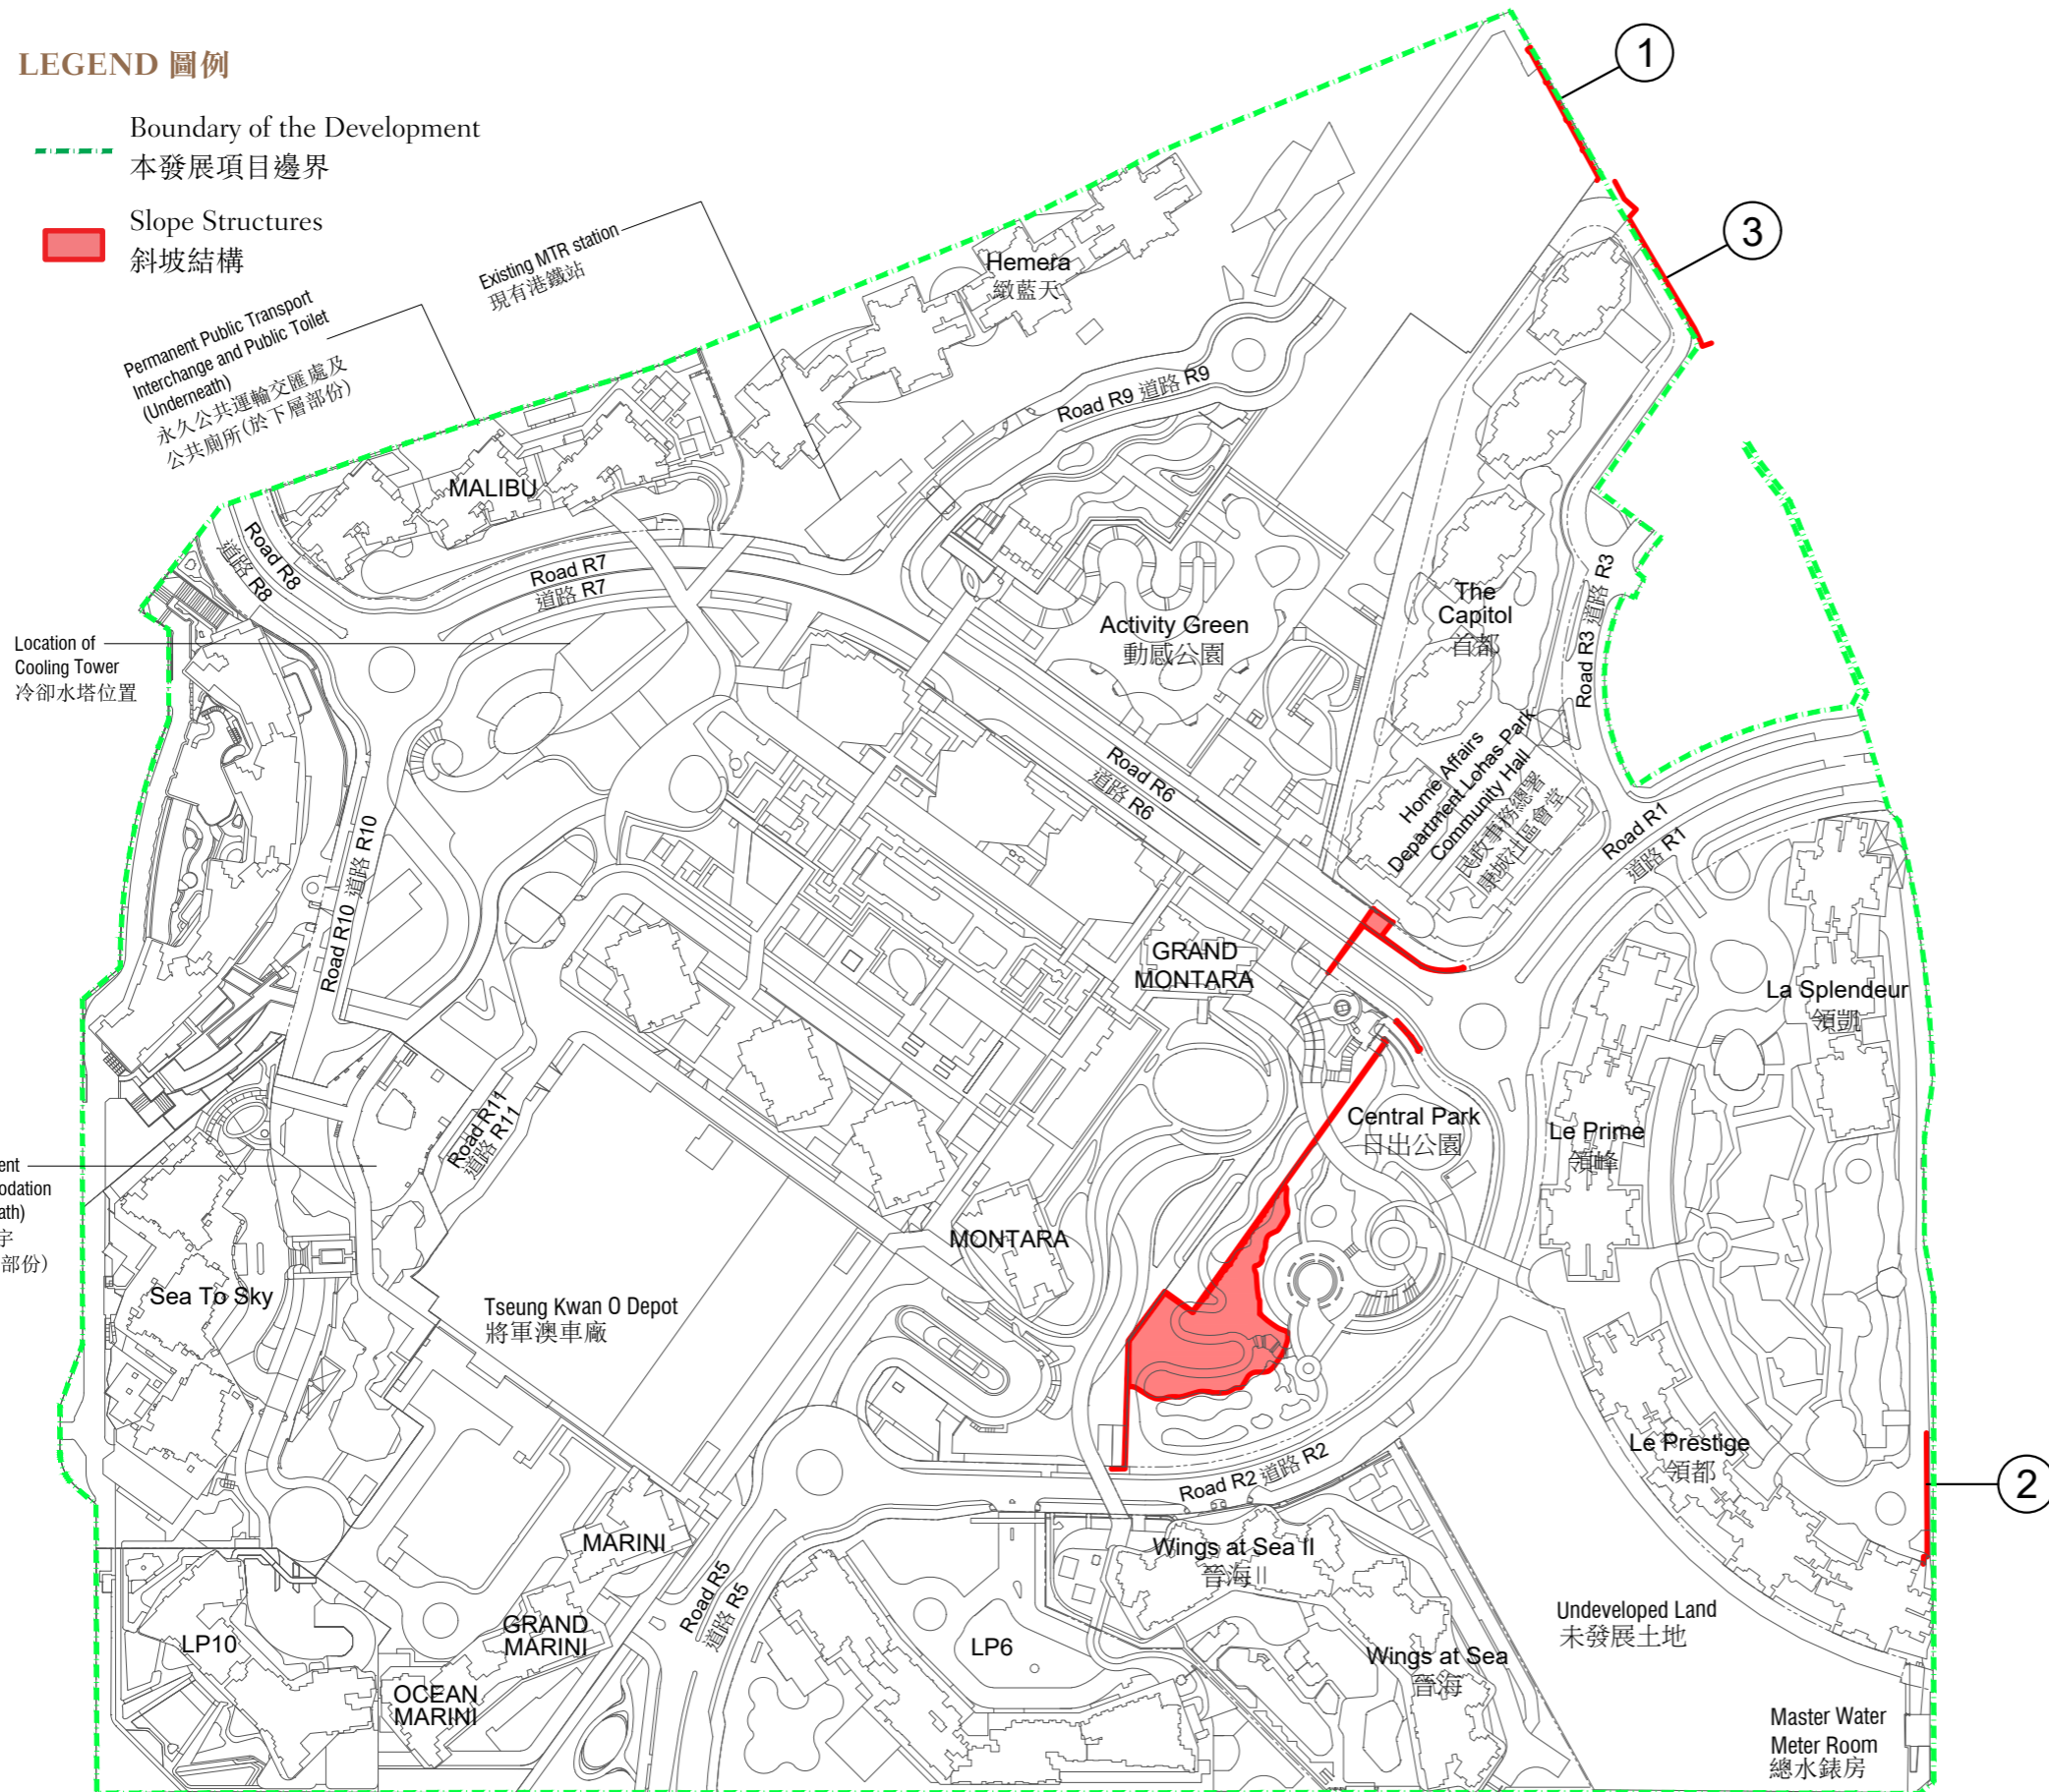 LEGEND 圖例
Boundary of the Development
本發展項目邊界
Slope Structures
斜坡結構
1
3
Existing MTR station
現有港鐵站
Permanent Public Transport
Interchange and Public Toilet
(Underneath)
永久公共運輸交匯處及
公共廁所(於下層部份)
Hemera
緻藍天
Road R9 道路 R9
MALIBU
Road R8
道路 R8
Road R7
道路 R7
Location of
Cooling Tower
冷卻水塔位置
Activity Green
動感公園
The
Capitol
首都
Road R3 道路 R3
Road R6
道路 R6
Home Affairs
Department Lohas Park
Community Hall
民政事務總署
康城社區會堂
Road R1
道路 R1
Road R10 道路 R10
GRAND
MONTARA
La Splendeur
領凱
Road R11
道路 R11
Central Park
日出公園
Le Prime
領峰
ent
odation
ath)
宇
部份)
MONTARA
Sea To Sky
Tseung Kwan O Depot
將軍澳車廠
Le Prestige
領都
2
Road R2 道路 R2
MARINI
Wings at Sea II
晉海II
Road R5
道路 R5
GRAND
MARINI
LP10
LP6
Undeveloped Land
未發展土地
Wings at Sea
晉海
OCEAN
MARINI
Master Water
Meter Room
總水錶房